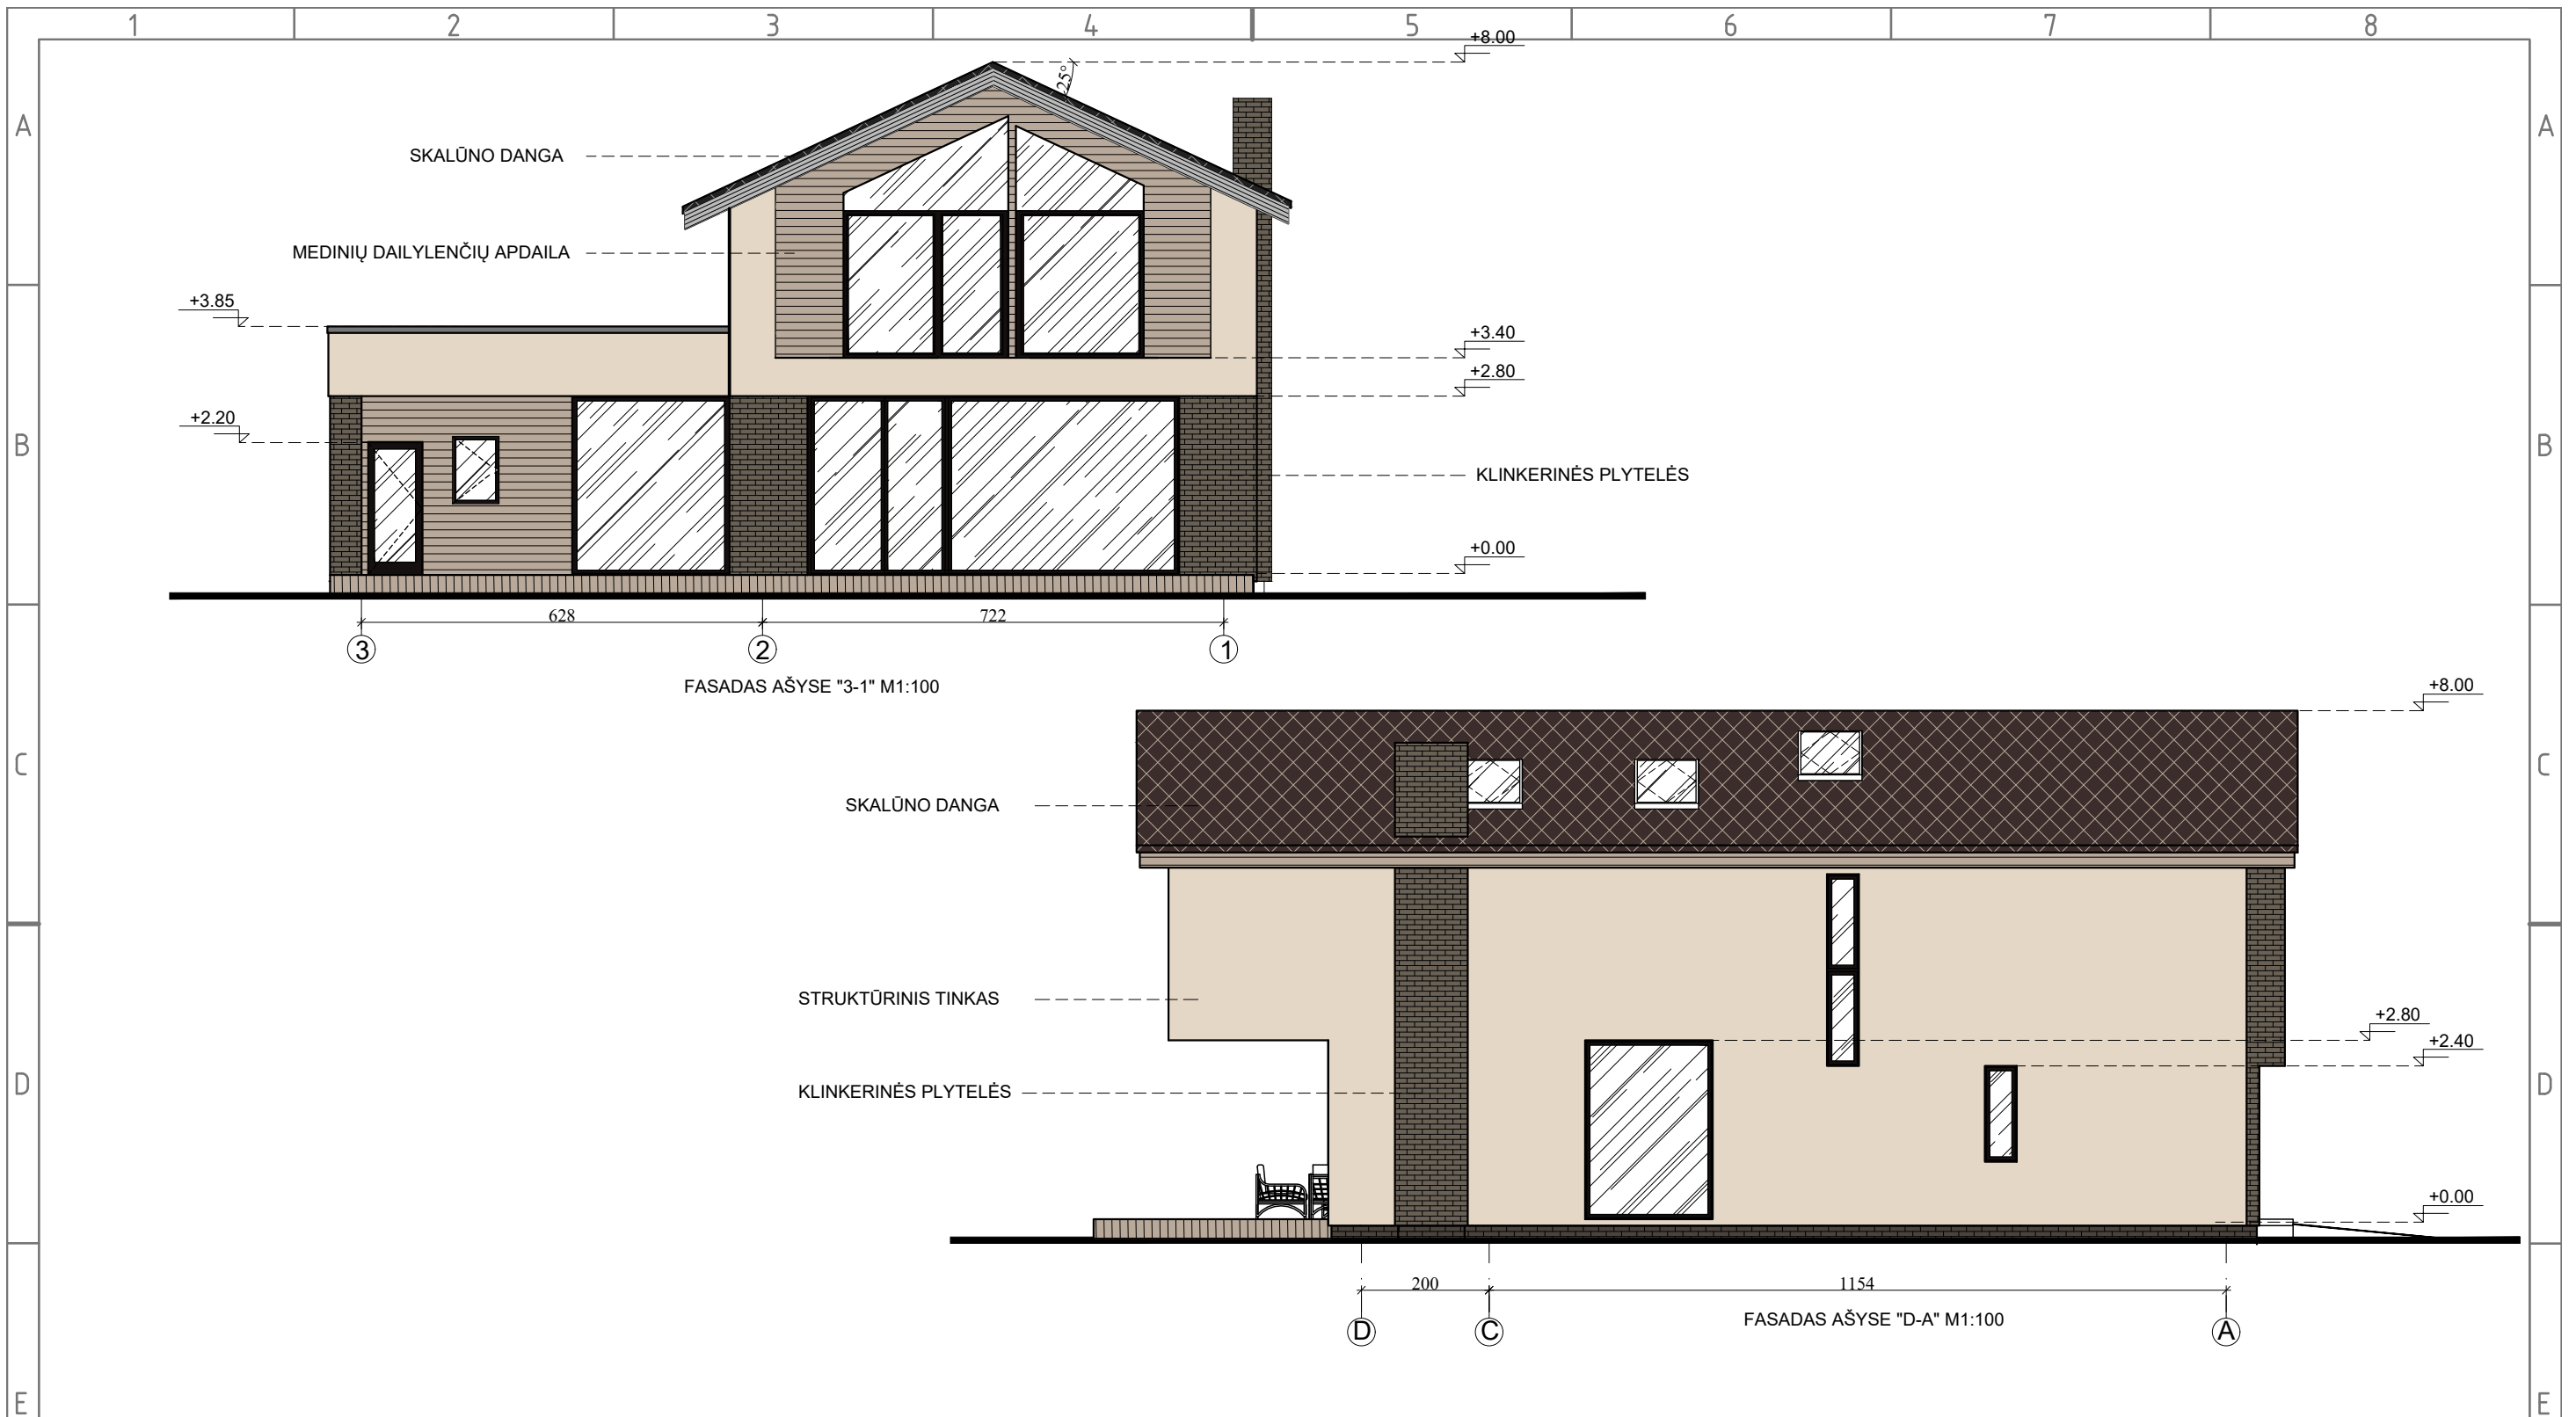 1 2 3 4 5 6 7 8
+8.00
25°
A A
SKALŪNO DANGA
MEDINIŲ DAILYLENČIŲ APDAILA
+3.85
+3.40
+2.80
+2.20
B B
KLINKERINĖS PLYTELĖS
+0.00
628 722
3 2 1
FASADAS AŠYSE "3-1" M1:100
+8.00
C C
SKALŪNO DANGA
STRUKTŪRINIS TINKAS
+2.80
+2.40
D D
KLINKERINĖS PLYTELĖS
+0.00
200 1154
FASADAS AŠYSE "D-A" M1:100
D C A
E E